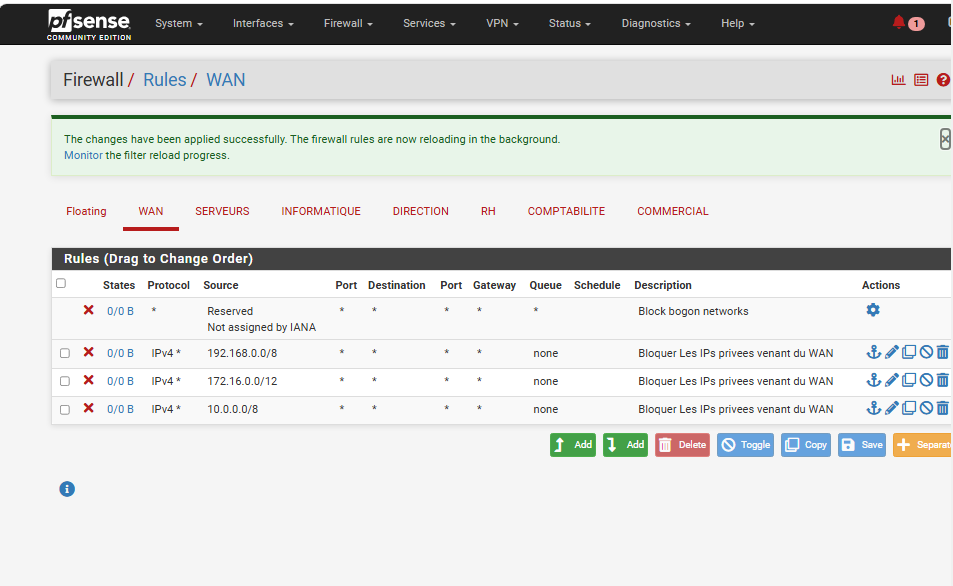 pfsense
COMMUNITY EDITION
System Interfaces Firewall Services VPN Status Diagnostics Help 1
Firewall / Rules / WAN
The changes have been applied successfully. The firewall rules are now reloading in the background.
Monitor the filter reload progress.
Floating WAN SERVEURS INFORMATIQUE DIRECTION RH COMPTABILITE COMMERCIAL
Rules (Drag to Change Order)
States Protocol Source Port Destination Port Gateway Queue Schedule Description Actions
0/0 B * Reserved * * * * * Block bogon networks
Not assigned by IANA
0/0 B IPv4 * 192.168.0.0/8 * * * * none Bloquer Les IPs privees venant du WAN
0/0 B IPv4 * 172.16.0.0/12 * * * * none Bloquer Les IPs privees venant du WAN
0/0 B IPv4 * 10.0.0.0/8 * * * * none Bloquer Les IPs privees venant du WAN
Add Add Delete Toggle Copy Save Separat